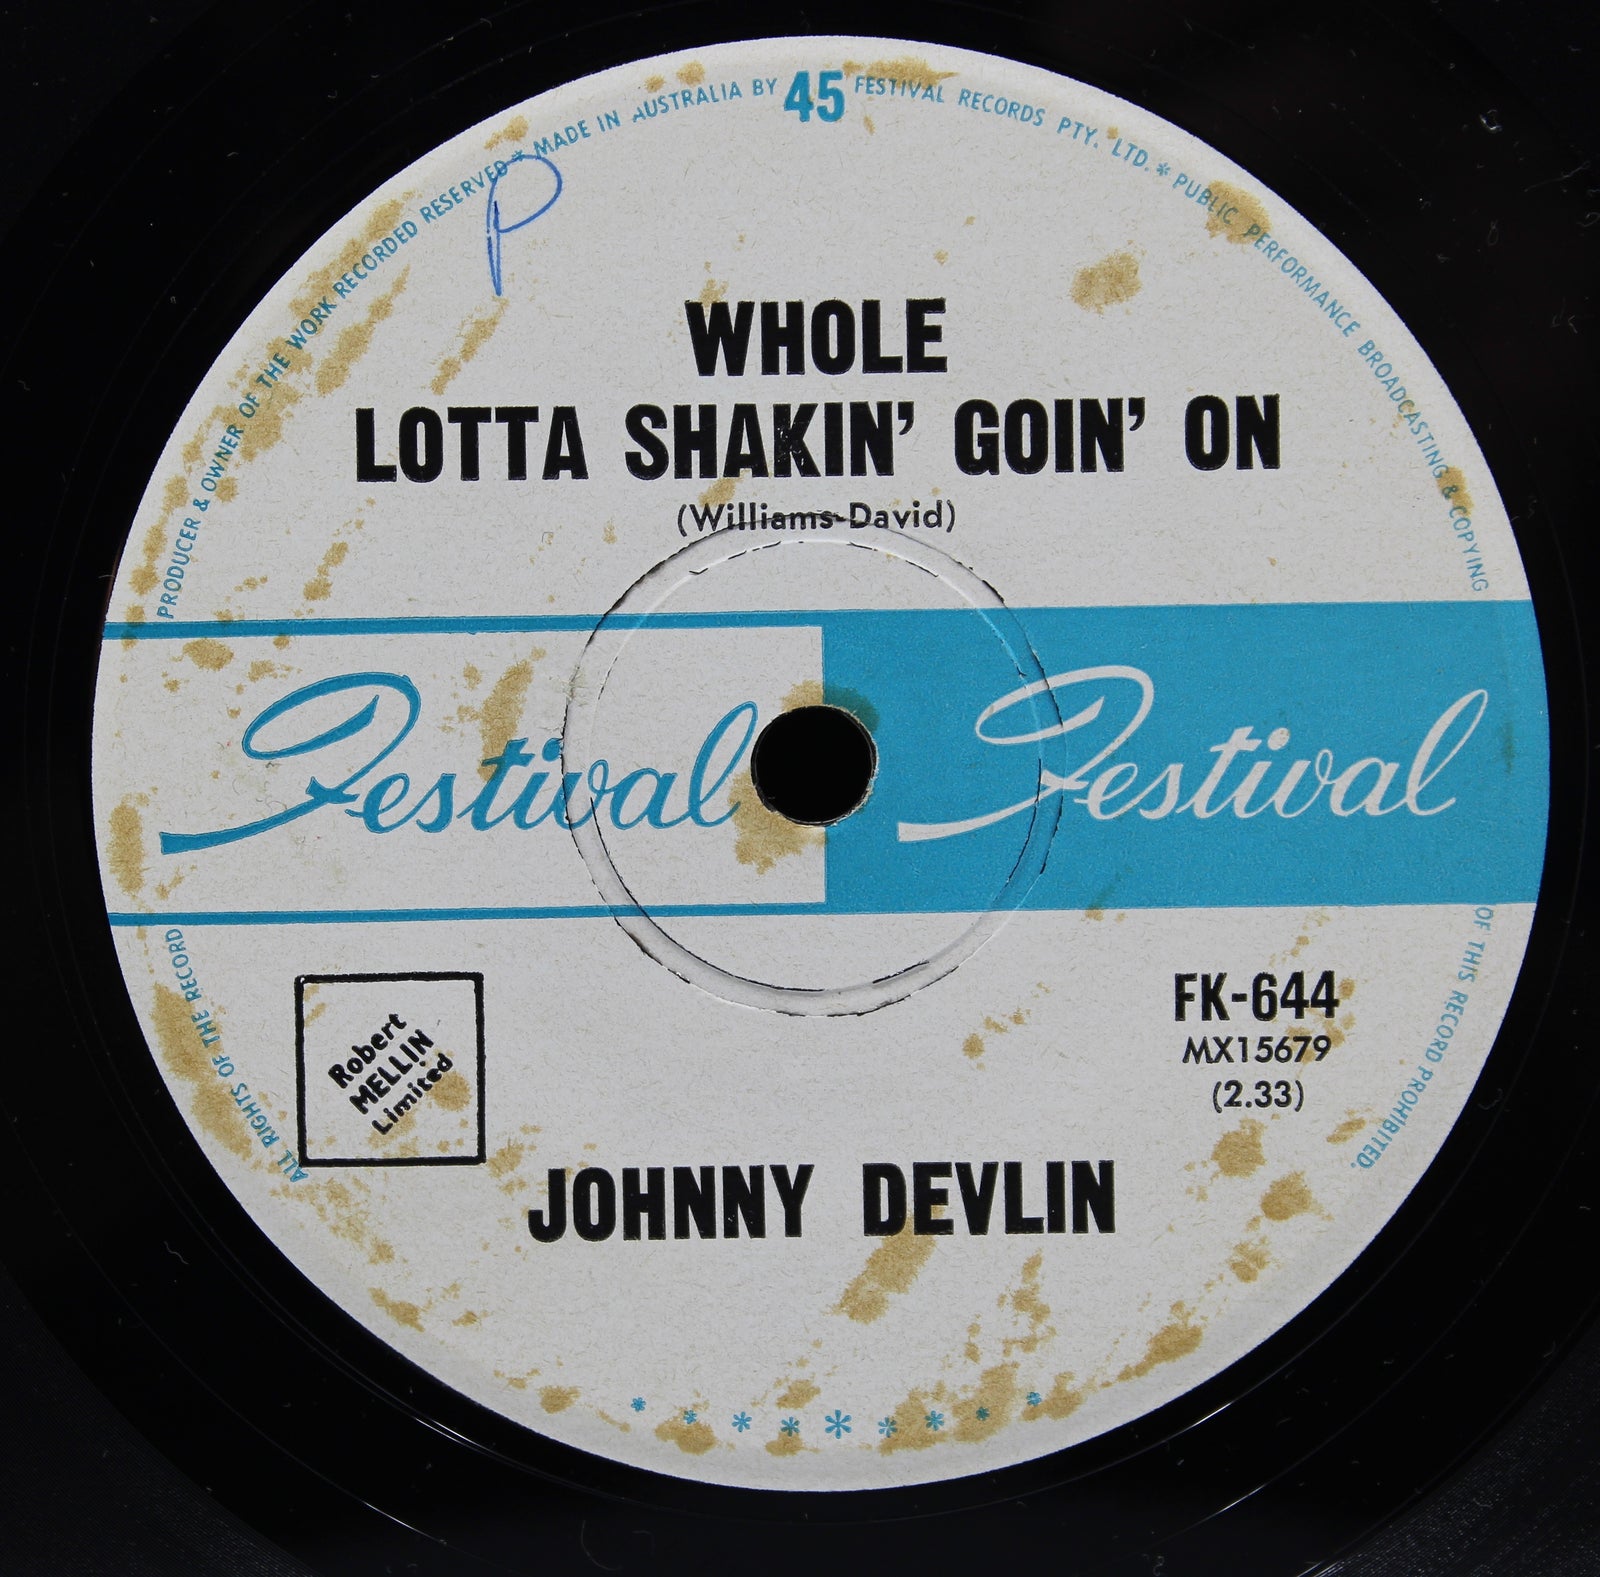 45
PRODUCER & OWNER OF THE WORK RECORDED RESERVED * MADE IN AUSTRALIA BY
FESTIVAL RECORDS PTY. LTD. * PUBLIC PERFORMANCE BROADCASTING & COPYING
P
WHOLE
LOTTA SHAKIN' GOIN' ON
(Williams-David)
Festival Festival
ALL RIGHTS OF THE RECORD
OF THIS RECORD PROHIBITED.
Robert
MELLIN
Limited
FK-644
MX15679
(2.33)
JOHNNY DEVLIN
* * * * * * * * *